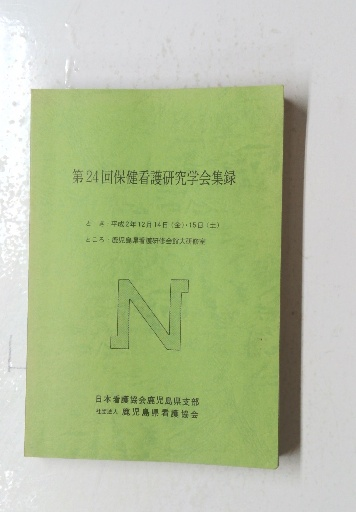 第24回保健看護研究学会集録
とき：平成2年12月14日（金）・15日（土）
ところ：鹿児島県看護研修会館大研修室
N
日本看護協会鹿児島県支部
社団法人 鹿児島県看護協会